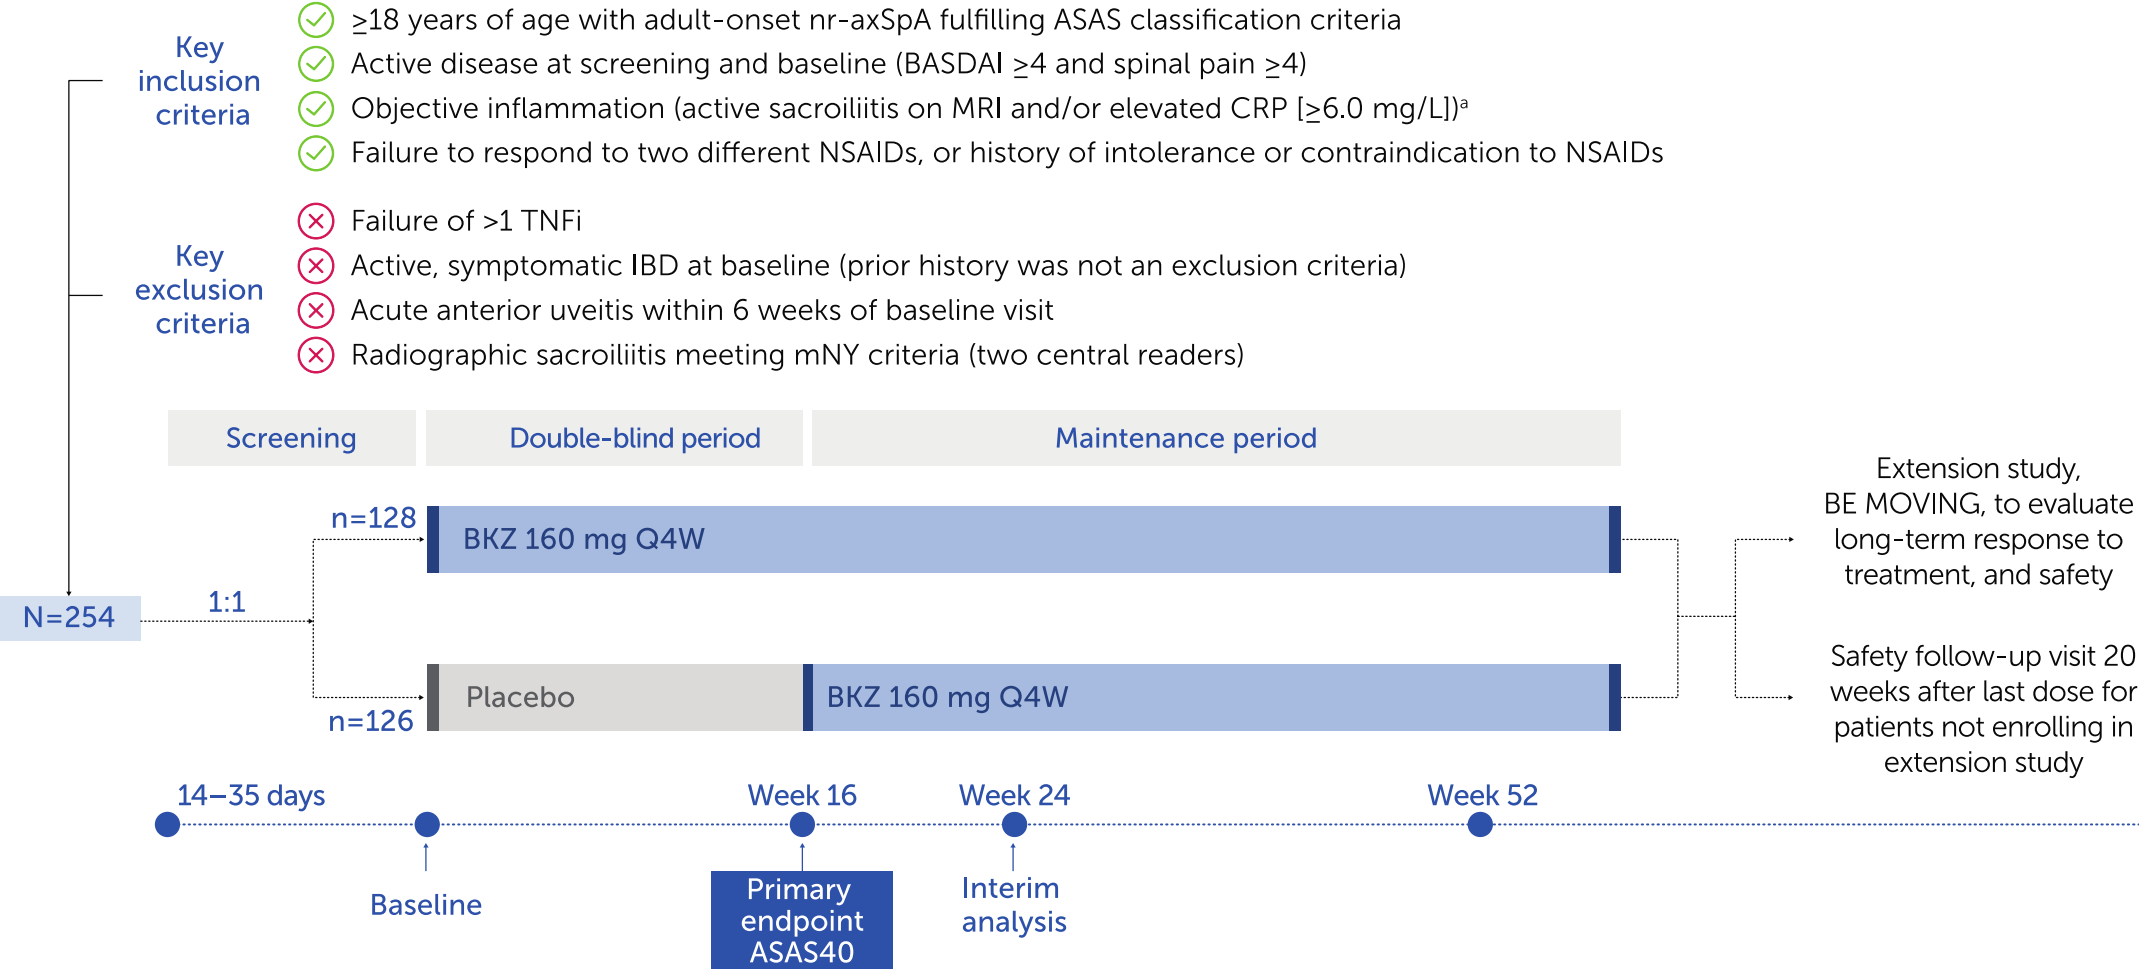 Key
inclusion
criteria
≥18 years of age with adult-onset nr-axSpA fulfilling ASAS classification criteria
Active disease at screening and baseline (BASDAI ≥4 and spinal pain ≥4)
Objective inflammation (active sacroiliitis on MRI and/or elevated CRP [≥6.0 mg/L])ᵃ
Failure to respond to two different NSAIDs, or history of intolerance or contraindication to NSAIDs
Key
exclusion
criteria
Failure of >1 TNFi
Active, symptomatic IBD at baseline (prior history was not an exclusion criteria)
Acute anterior uveitis within 6 weeks of baseline visit
Radiographic sacroiliitis meeting mNY criteria (two central readers)
Screening
Double-blind period
Maintenance period
N=254
1:1
n=128
BKZ 160 mg Q4W
n=126
Placebo
BKZ 160 mg Q4W
Extension study,
BE MOVING, to evaluate
long-term response to
treatment, and safety
Safety follow-up visit 20
weeks after last dose for
patients not enrolling in
extension study
14–35 days
Week 16
Week 24
Week 52
Baseline
Primary
endpoint
ASAS40
Interim
analysis